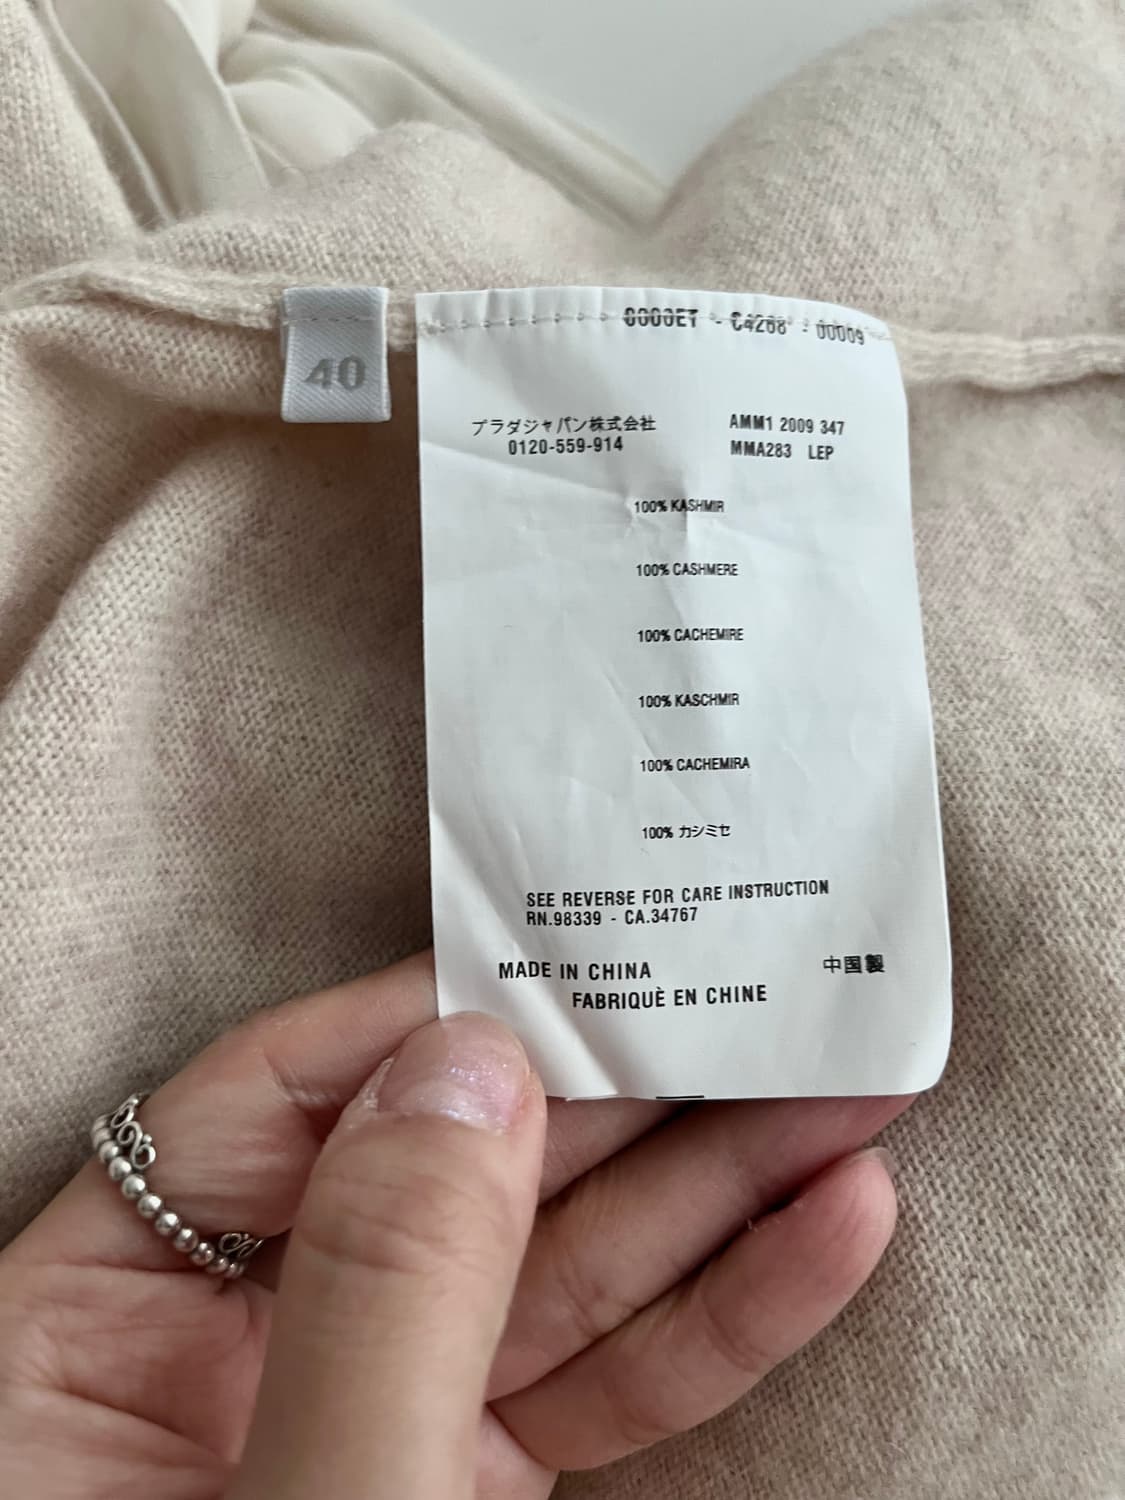 0000ET - C4268 - 00009
40
プラダジャパン株式会社
0120-559-914
AMM1 2009 347
MMA283 LEP
100% KASHMIR
100% CASHMERE
100% CACHEMIRE
100% KASCHMIR
100% CACHEMIRA
100% カシミセ
SEE REVERSE FOR CARE INSTRUCTION
RN.98339 - CA.34767
MADE IN CHINA
中国製
FABRIQUÈ EN CHINE